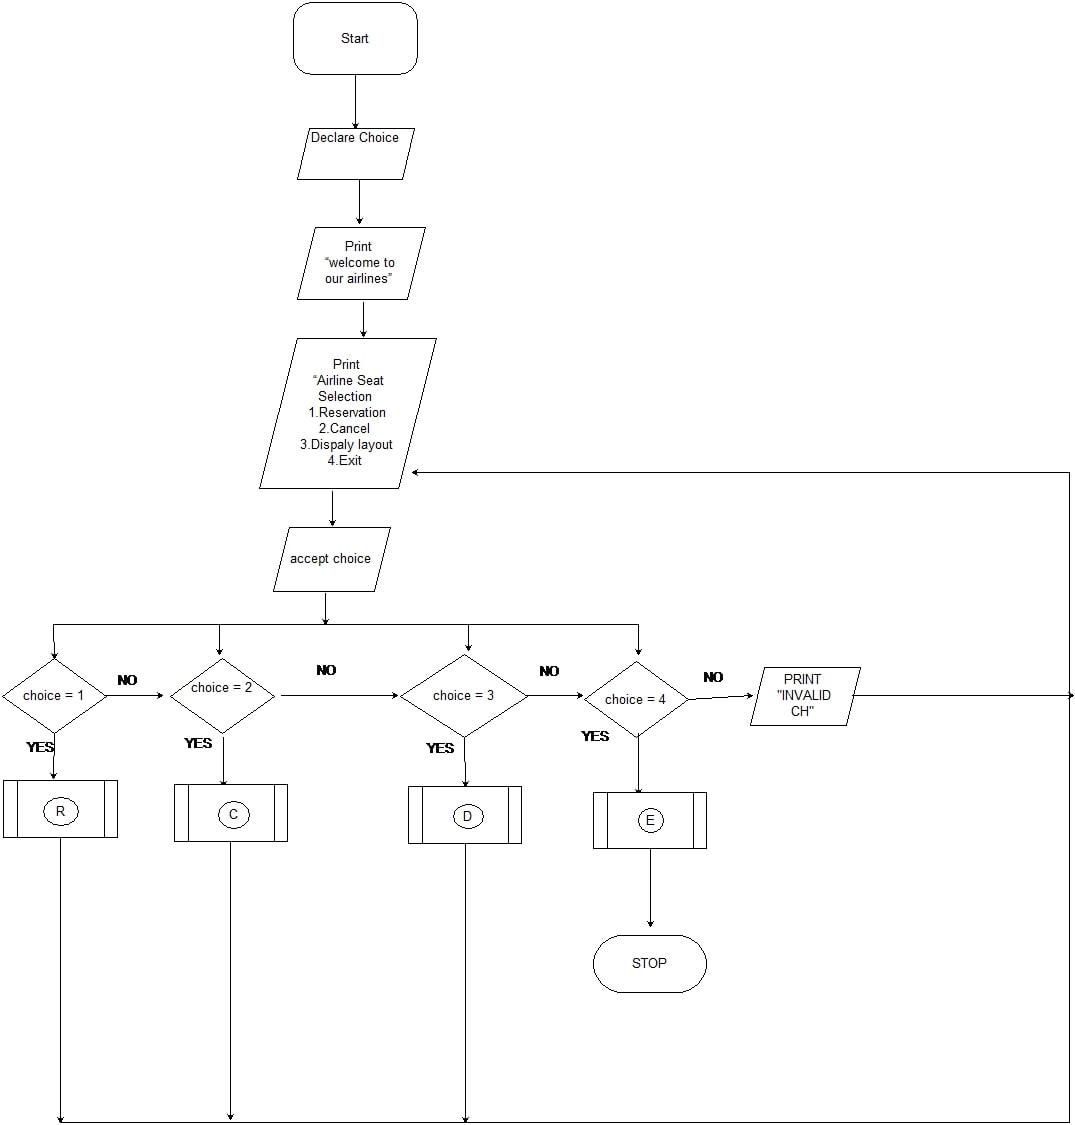 Start
Declare Choice
Print
“welcome to
our airlines”
Print
“Airline Seat
Selection
1.Reservation
2.Cancel
3.Dispaly layout
4.Exit
accept choice
choice = 1
NO
choice = 2
NO
choice = 3
NO
choice = 4
NO
PRINT
"INVALID
CH"
YES
YES
YES
YES
R
C
D
E
STOP